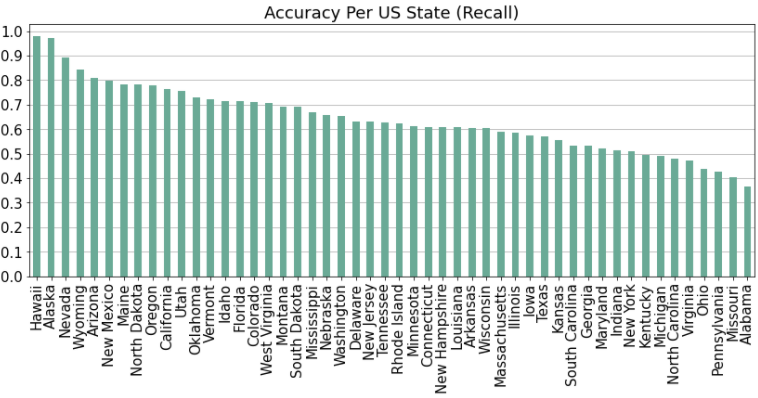 Accuracy Per US State (Recall)
1.0
0.9
0.8
0.7
0.6
0.5
0.4
0.3
0.2
0.1
0.0
Hawaii
Alaska
Nevada
Wyoming
Arizona
New Mexico
Maine
North Dakota
Oregon
California
Utah
Oklahoma
Vermont
Idaho
Florida
Colorado
West Virginia
Montana
South Dakota
Mississippi
Nebraska
Washington
Delaware
New Jersey
Tennessee
Rhode Island
Minnesota
Connecticut
New Hampshire
Louisiana
Arkansas
Wisconsin
Massachusetts
Illinois
Iowa
Texas
Kansas
South Carolina
Georgia
Maryland
Indiana
New York
Kentucky
Michigan
North Carolina
Virginia
Ohio
Pennsylvania
Missouri
Alabama